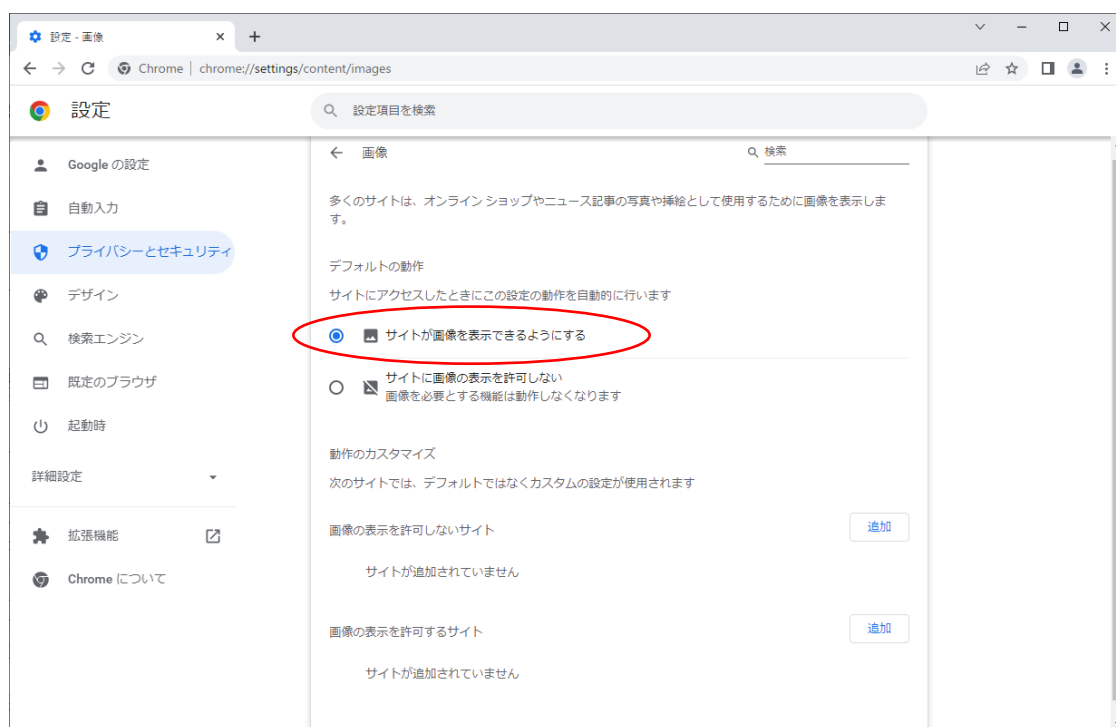 設定 - 画像
Chrome | chrome://settings/content/images
設定
設定項目を検索
Google の設定
自動入力
プライバシーとセキュリティ
デザイン
検索エンジン
既定のブラウザ
起動時
詳細設定
拡張機能
Chrome について
画像
検索
多くのサイトは、オンライン ショップやニュース記事の写真や挿絵として使用するために画像を表示しま
す。
デフォルトの動作
サイトにアクセスしたときにこの設定の動作を自動的に行います
サイトが画像を表示できるようにする
サイトに画像の表示を許可しない
画像を必要とする機能は動作しなくなります
動作のカスタマイズ
次のサイトでは、デフォルトではなくカスタムの設定が使用されます
画像の表示を許可しないサイト
追加
サイトが追加されていません
画像の表示を許可するサイト
追加
サイトが追加されていません